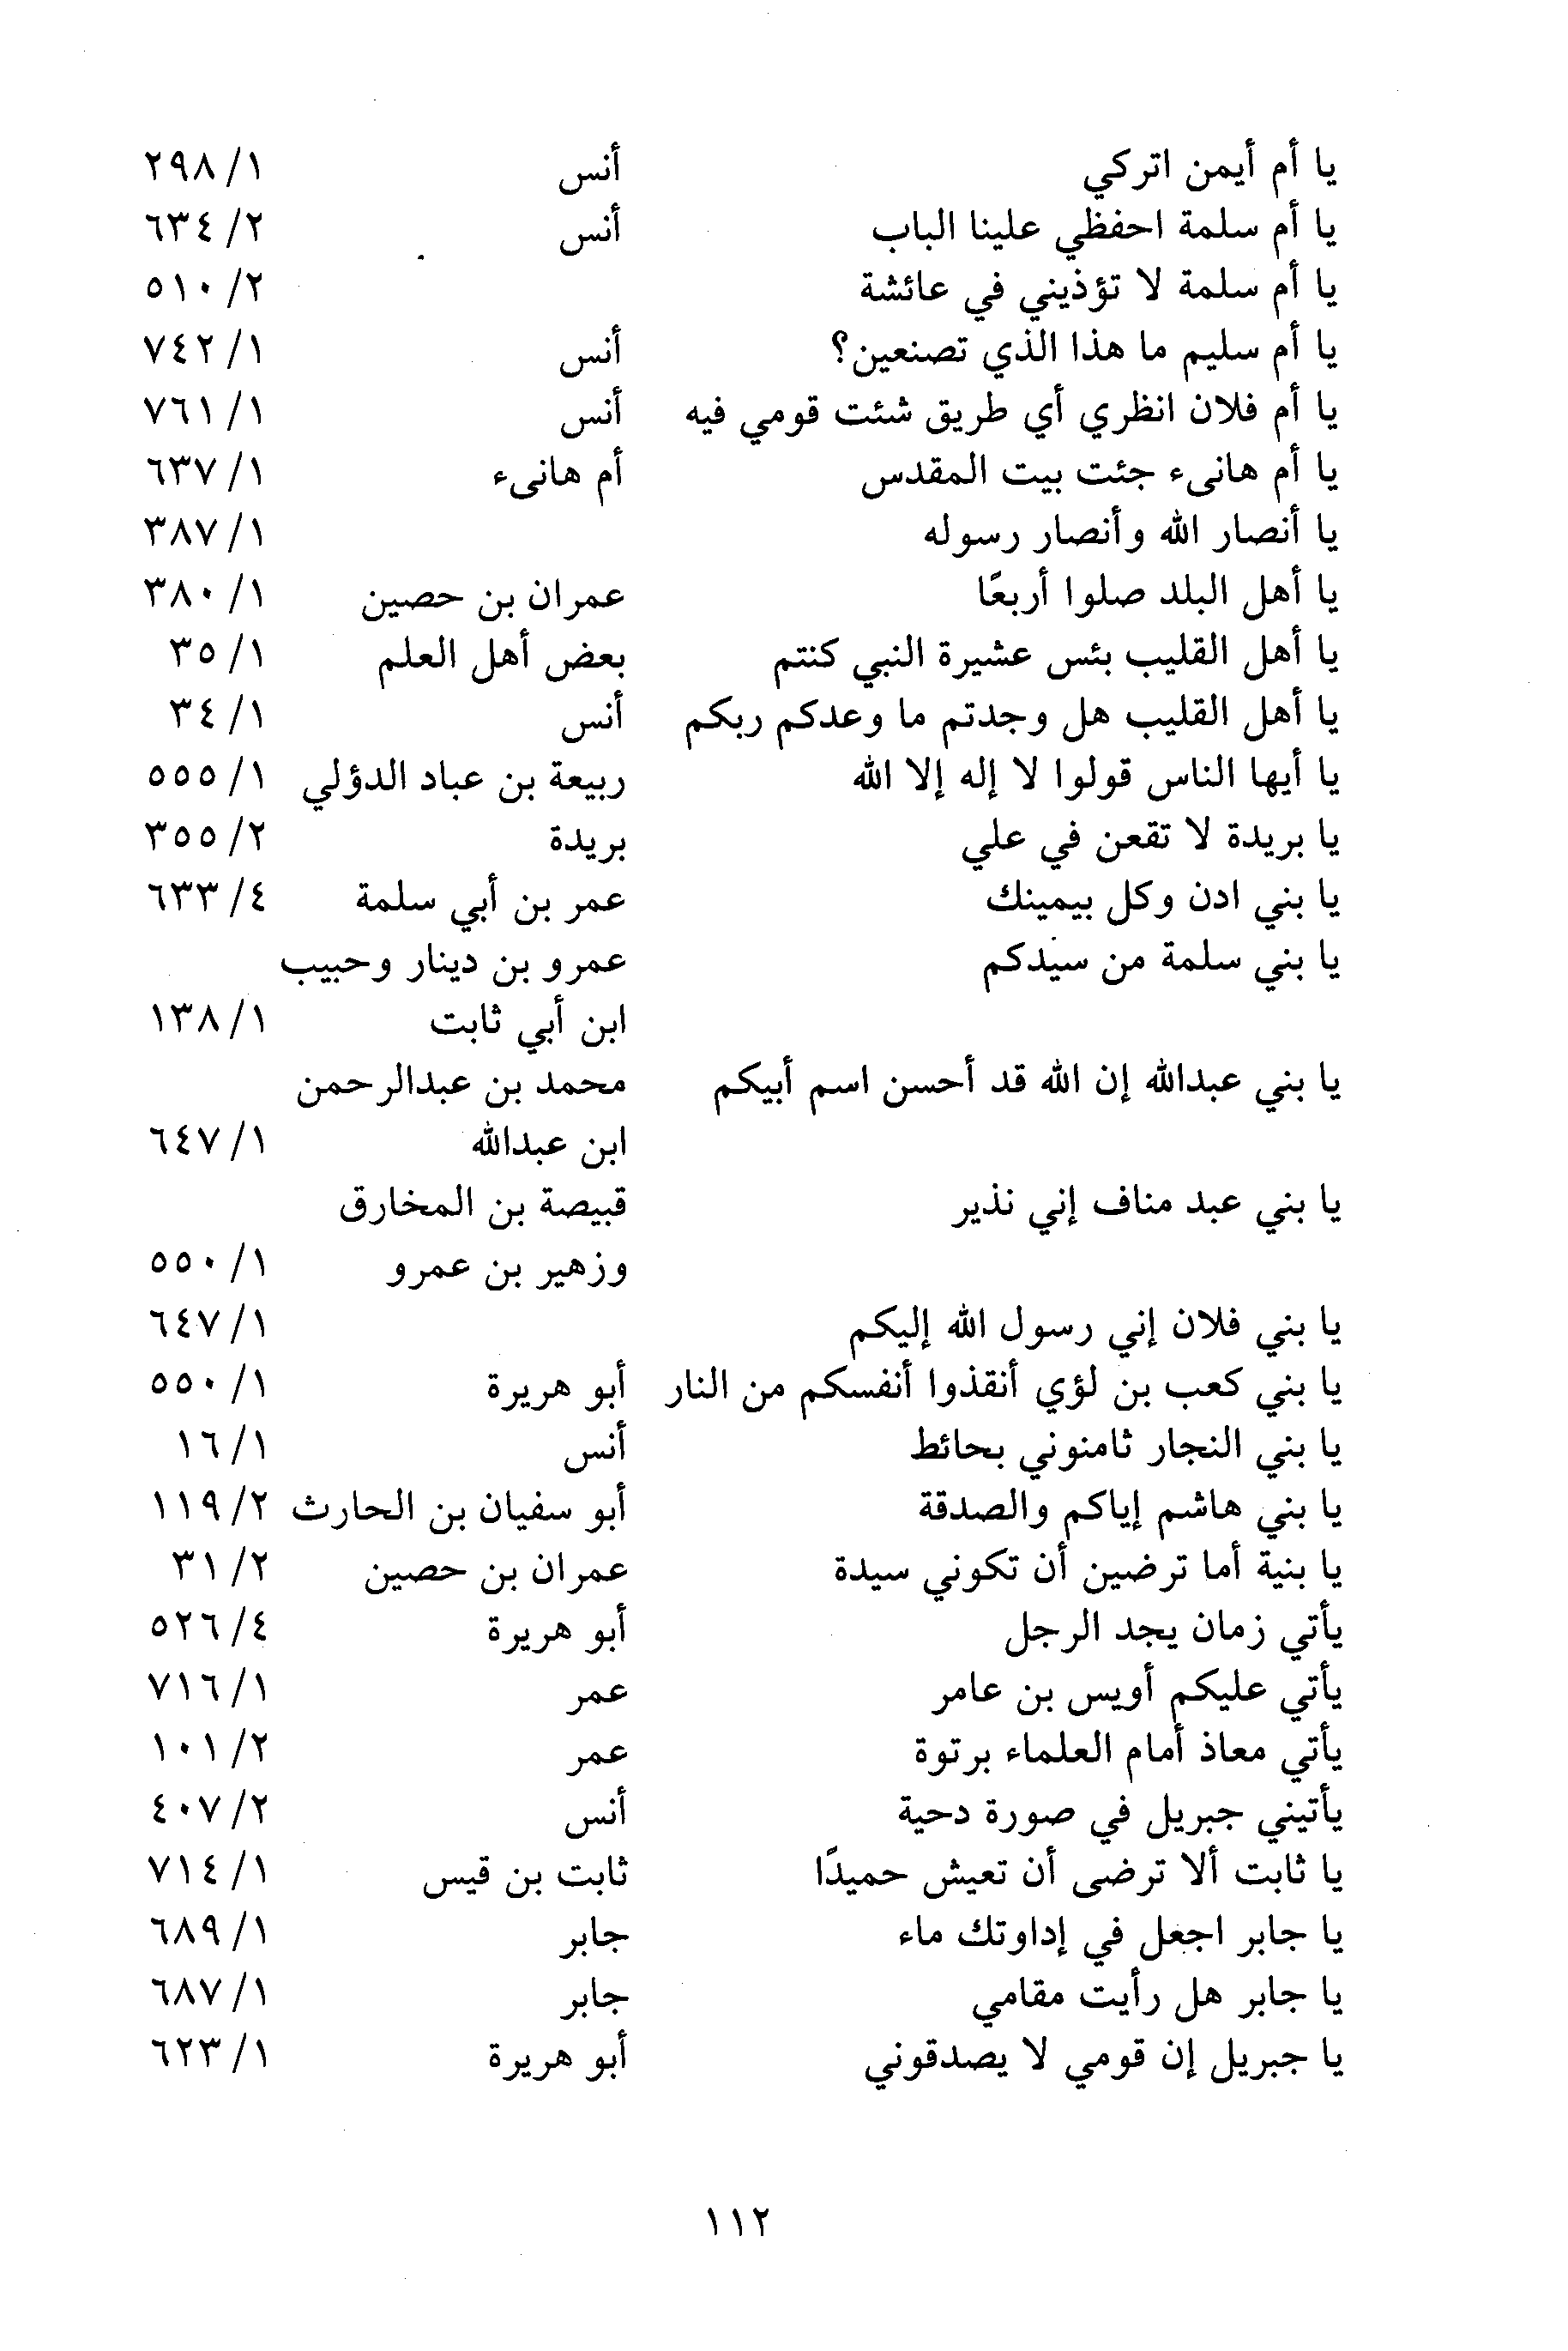 يا أم أيمن اتركي أنس ١/ ٢٩٨
يا أم سلمة احفظي علينا الباب أنس ٢/ ٦٣٤
يا أم سلمة لا تؤذيني في عائشة ٢/ ٥١٠
يا أم سليم ما هذا الذي تصنعين؟ أنس ١/ ٧٤٢
يا أم فلان انظري أي طريق شئت قومي فيه أنس ١/ ٧٦١
يا أم هانىء جئت بيت المقدس أم هانىء ١/ ٦٣٧
يا أنصار الله وأنصار رسوله ١/ ٣٨٧
يا أهل البلد صلوا أربعًا عمران بن حصين ١/ ٣٨٠
يا أهل القليب بئس عشيرة النبي كنتم بعض أهل العلم ١/ ٣٥
يا أهل القليب هل وجدتم ما وعدكم ربكم أنس ١/ ٣٤
يا أيها الناس قولوا لا إله إلا الله ربيعة بن عباد الدؤلي ١/ ٥٥٥
يا بريدة لا تقعن في علي بريدة ٢/ ٣٥٥
يا بني ادن وكل بيمينك عمر بن أبي سلمة ٤/ ٦٣٣
يا بني سلمة من سيدكم عمرو بن دينار وحبيب
ابن أبي ثابت ١/ ١٣٨
يا بني عبدالله إن الله قد أحسن اسم أبيكم محمد بن عبدالرحمن
ابن عبدالله ١/ ٦٤٧
يا بني عبد مناف إني نذير قبيصة بن المخارق
وزهير بن عمرو ١/ ٥٥٠
يا بني فلان إني رسول الله إليكم ١/ ٦٤٧
يا بني كعب بن لؤي أنقذوا أنفسكم من النار أبو هريرة ١/ ٥٥٠
يا بني النجار ثامنوني بحائط أنس ١/ ١٦
يا بني هاشم إياكم والصدقة أبو سفيان بن الحارث ٢/ ١١٩
يا بنية أما ترضين أن تكوني سيدة عمران بن حصين ٢/ ٣١
يأتي زمان يجد الرجل أبو هريرة ٤/ ٥٢٦
يأتي عليكم أويس بن عامر عمر ١/ ٧١٦
يأتي معاذ أمام العلماء برتوة عمر ٢/ ١٠١
يأتيني جبريل في صورة دحية أنس ٢/ ٤٠٧
يا ثابت ألا ترضى أن تعيش حميدًا ثابت بن قيس ١/ ٧١٤
يا جابر اجعل في إداوتك ماء جابر ١/ ٦٨٩
يا جابر هل رأيت مقامي جابر ١/ ٦٨٧
يا جبريل إن قومي لا يصدقوني أبو هريرة ١/ ٦٢٣
١١٢